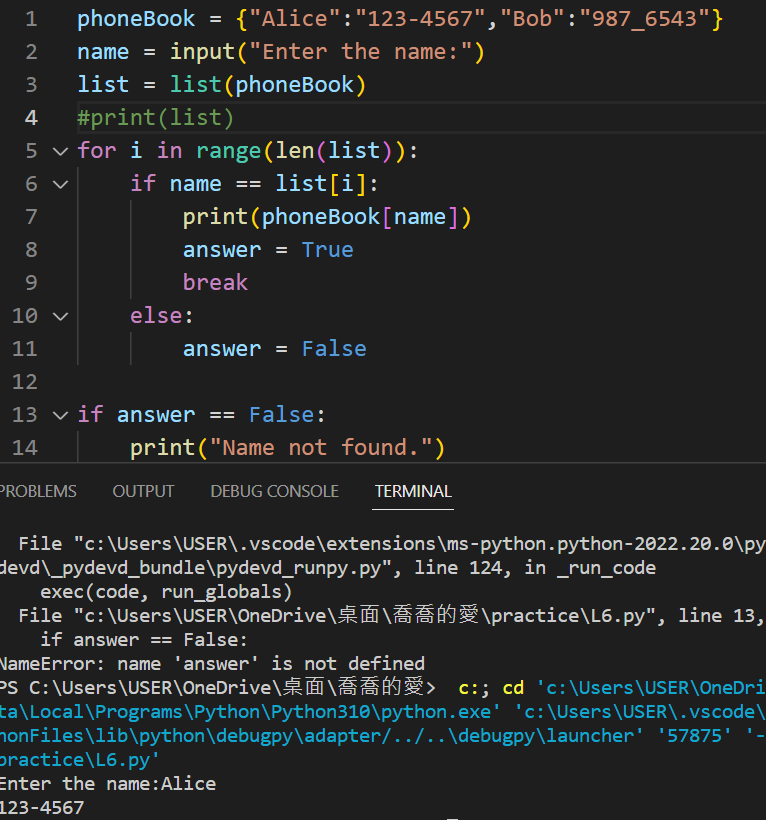 1 phoneBook = {"Alice":"123-4567","Bob":"987_6543"}
2 name = input("Enter the name:")
3 list = list(phoneBook)
4 #print(list)
5 for i in range(len(list)):
6 if name == list[i]:
7 print(phoneBook[name])
8 answer = True
9 break
10 else:
11 answer = False
12
13 if answer == False:
14 print("Name not found.")
PROBLEMS OUTPUT DEBUG CONSOLE TERMINAL
File "c:\Users\USER\.vscode\extensions\ms-python.python-2022.20.0\py
devd\_pydevd_bundle\pydevd_runpy.py", line 124, in _run_code
exec(code, run_globals)
File "c:\Users\USER\OneDrive\桌面\喬喬的愛\practice\L6.py", line 13,
if answer == False:
NameError: name 'answer' is not defined
PS C:\Users\USER\OneDrive\桌面\喬喬的愛> c:; cd 'c:\Users\USER\OneDri
ta\Local\Programs\Python\Python310\python.exe' 'c:\Users\USER\.vscode\
honFiles\lib\python\debugpy\adapter/../..\debugpy\launcher' '57875' '-
practice\L6.py'
Enter the name:Alice
123-4567